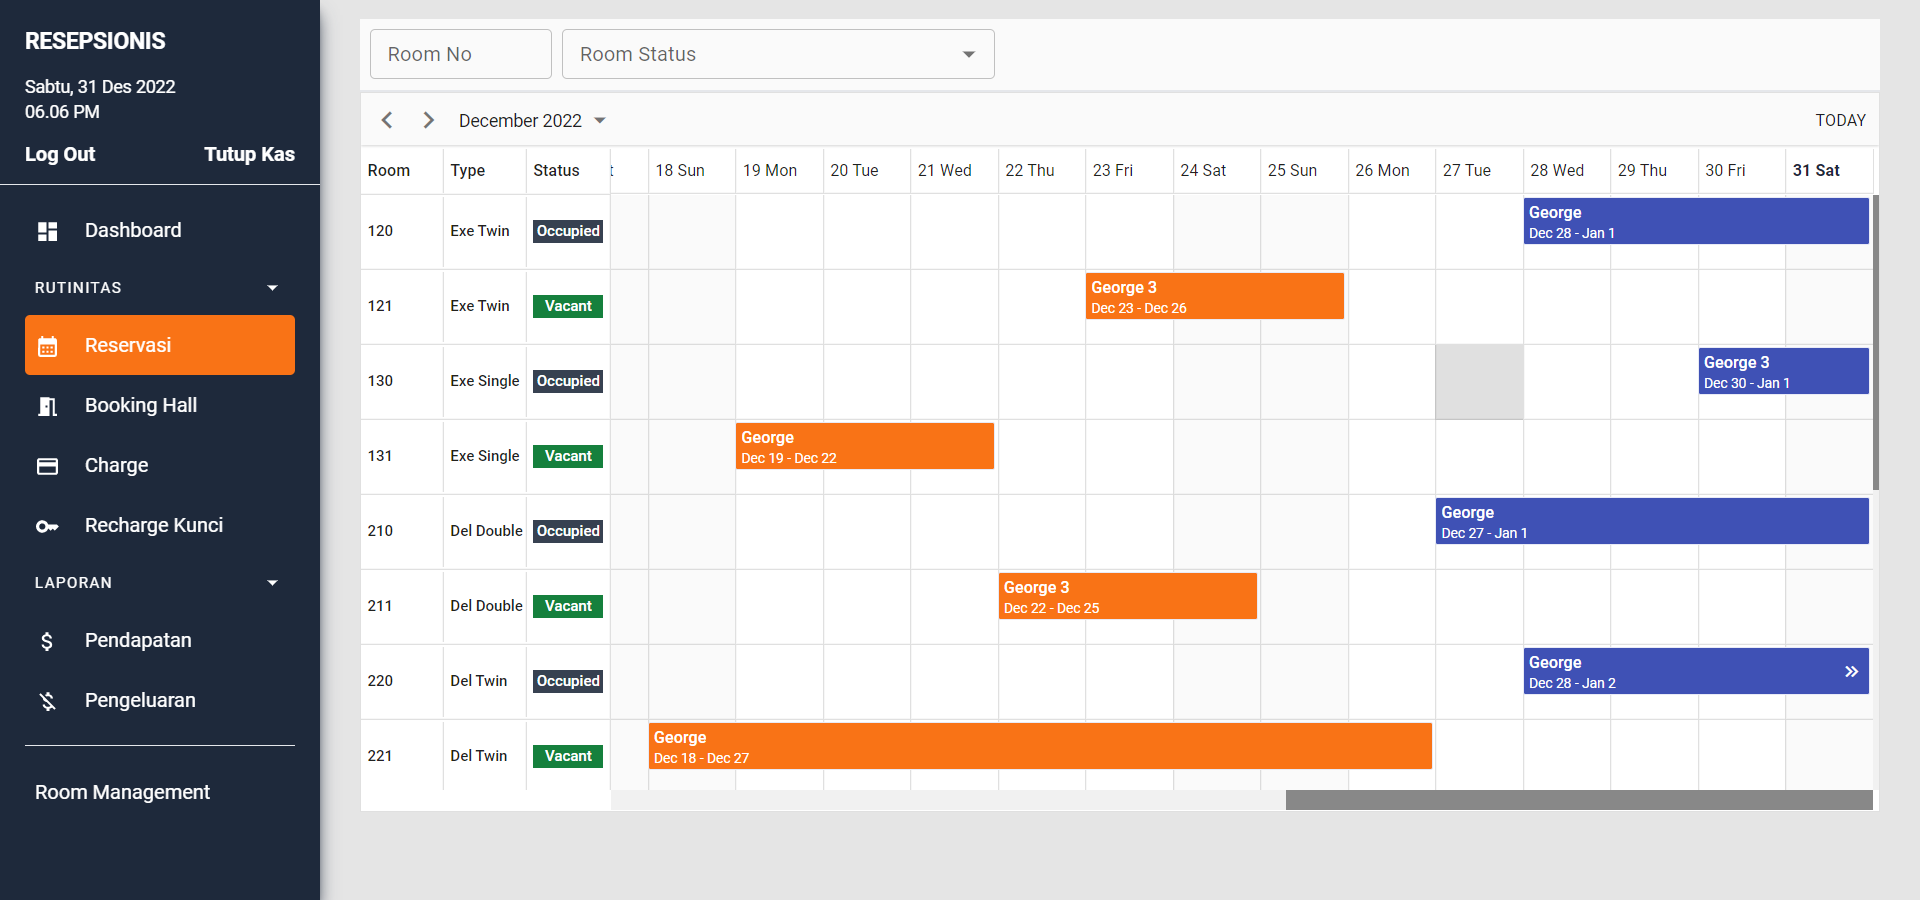 RESEPSIONIS
Sabtu, 31 Des 2022
06.06 PM
Log Out Tutup Kas
Dashboard
RUTINITAS
Reservasi
Booking Hall
Charge
Recharge Kunci
LAPORAN
Pendapatan
Pengeluaran
Room Management
Room No Room Status
December 2022 TODAY
Room Type Status t 18 Sun 19 Mon 20 Tue 21 Wed 22 Thu 23 Fri 24 Sat 25 Sun 26 Mon 27 Tue 28 Wed 29 Thu 30 Fri 31 Sat
120 Exe Twin Occupied George
Dec 28 - Jan 1
121 Exe Twin Vacant George 3
Dec 23 - Dec 26
130 Exe Single Occupied George 3
Dec 30 - Jan 1
131 Exe Single Vacant George
Dec 19 - Dec 22
210 Del Double Occupied George
Dec 27 - Jan 1
211 Del Double Vacant George 3
Dec 22 - Dec 25
220 Del Twin Occupied George
Dec 28 - Jan 2
221 Del Twin Vacant George
Dec 18 - Dec 27